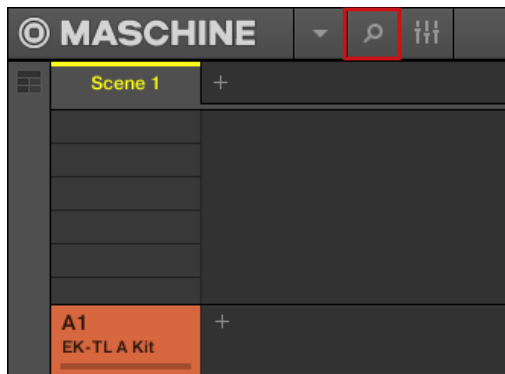 MASCHINE
Scene 1
+
A1
+
EK-TL A Kit